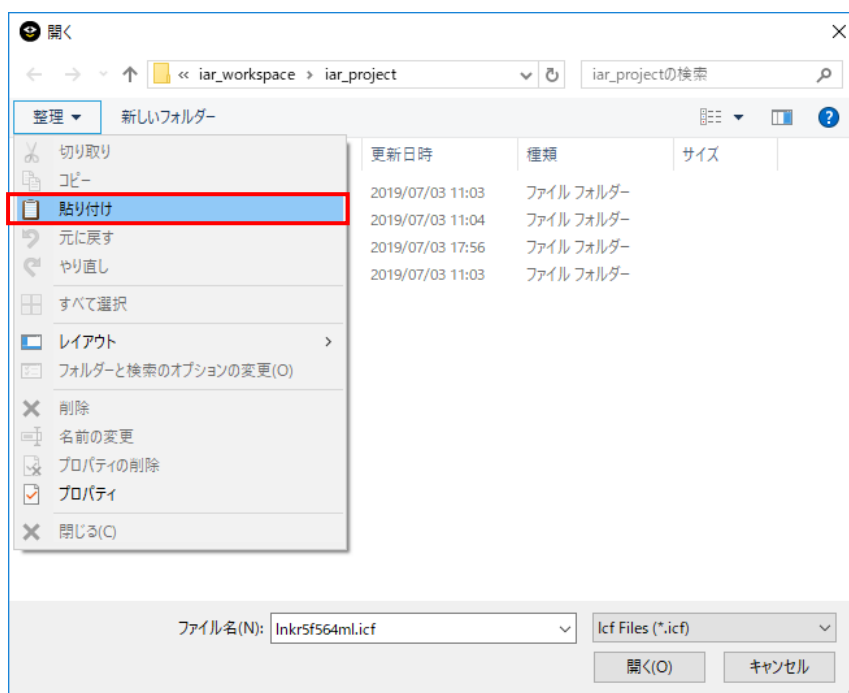 開く
« iar_workspace › iar_project
iar_projectの検索
整理
新しいフォルダー
更新日時 種類 サイズ
切り取り
コピー
貼り付け
元に戻す
やり直し
すべて選択
レイアウト
フォルダーと検索のオプションの変更(O)
削除
名前の変更
プロパティの削除
プロパティ
閉じる(C)
2019/07/03 11:03 ファイル フォルダー
2019/07/03 11:04 ファイル フォルダー
2019/07/03 17:56 ファイル フォルダー
2019/07/03 11:03 ファイル フォルダー
ファイル名(N): lnkr5f564ml.icf
Icf Files (*.icf)
開く(O) キャンセル